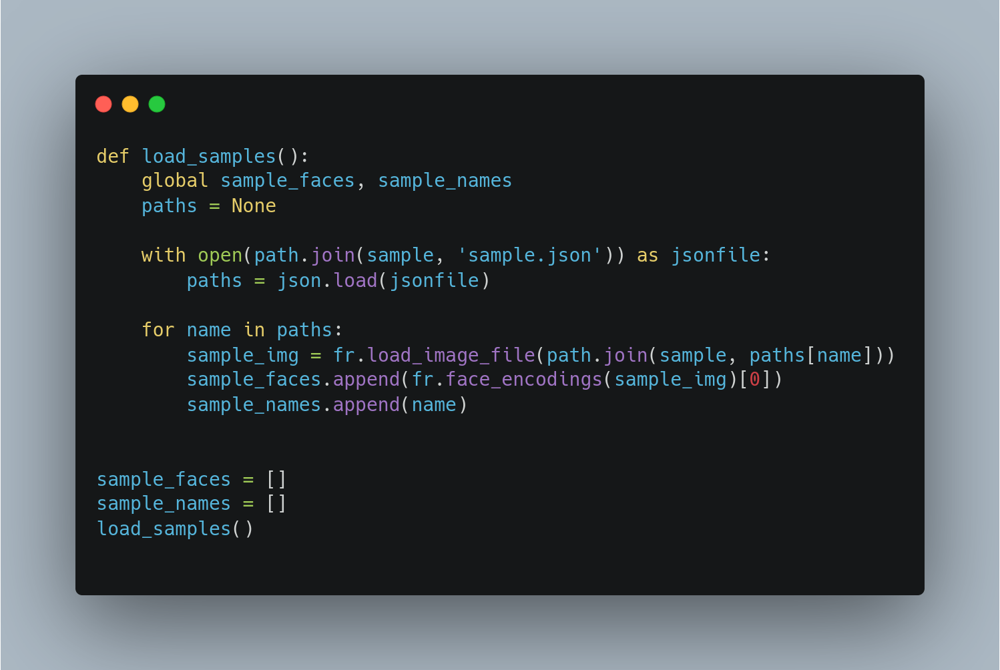 def load_samples():
    global sample_faces, sample_names
    paths = None

    with open(path.join(sample, 'sample.json')) as jsonfile:
        paths = json.load(jsonfile)

    for name in paths:
        sample_img = fr.load_image_file(path.join(sample, paths[name]))
        sample_faces.append(fr.face_encodings(sample_img)[0])
        sample_names.append(name)


sample_faces = []
sample_names = []
load_samples()